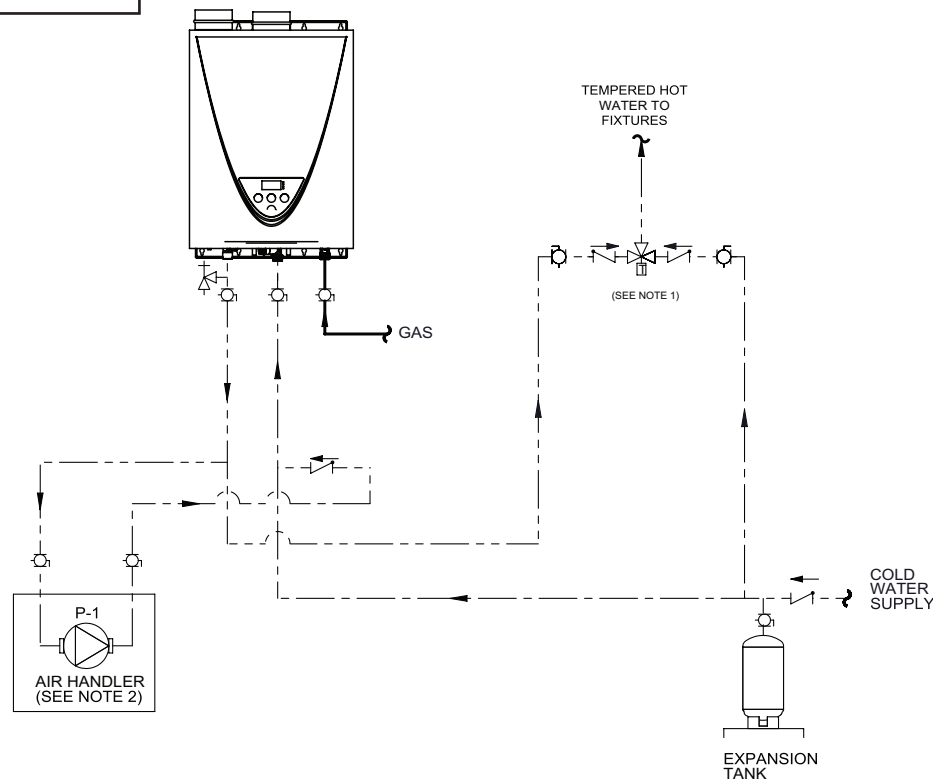 TEMPERED HOT
WATER TO
FIXTURES
(SEE NOTE 1)
GAS
COLD
WATER
SUPPLY
P-1
AIR HANDLER
(SEE NOTE 2)
EXPANSION
TANK